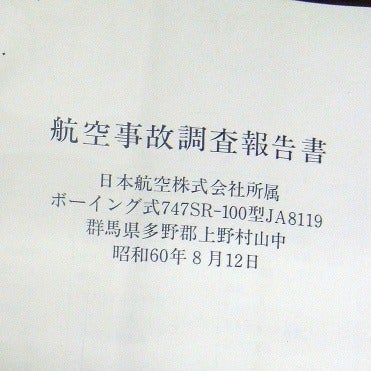 航空事故調査報告書
日本航空株式会社所属
ボーイング式747SR-100型JA8119
群馬県多野郡上野村山中
昭和60年8月12日